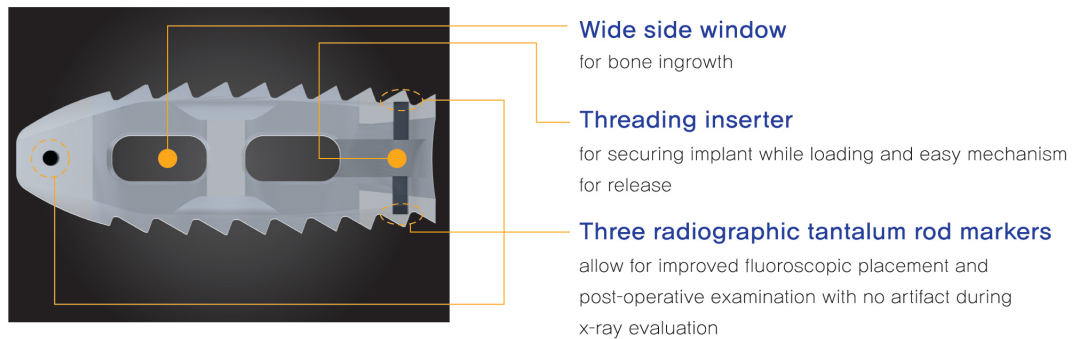 Wide side window
for bone ingrowth
Threading inserter
for securing implant while loading and easy mechanism
for release
Three radiographic tantalum rod markers
allow for improved fluoroscopic placement and
post-operative examination with no artifact during
x-ray evaluation